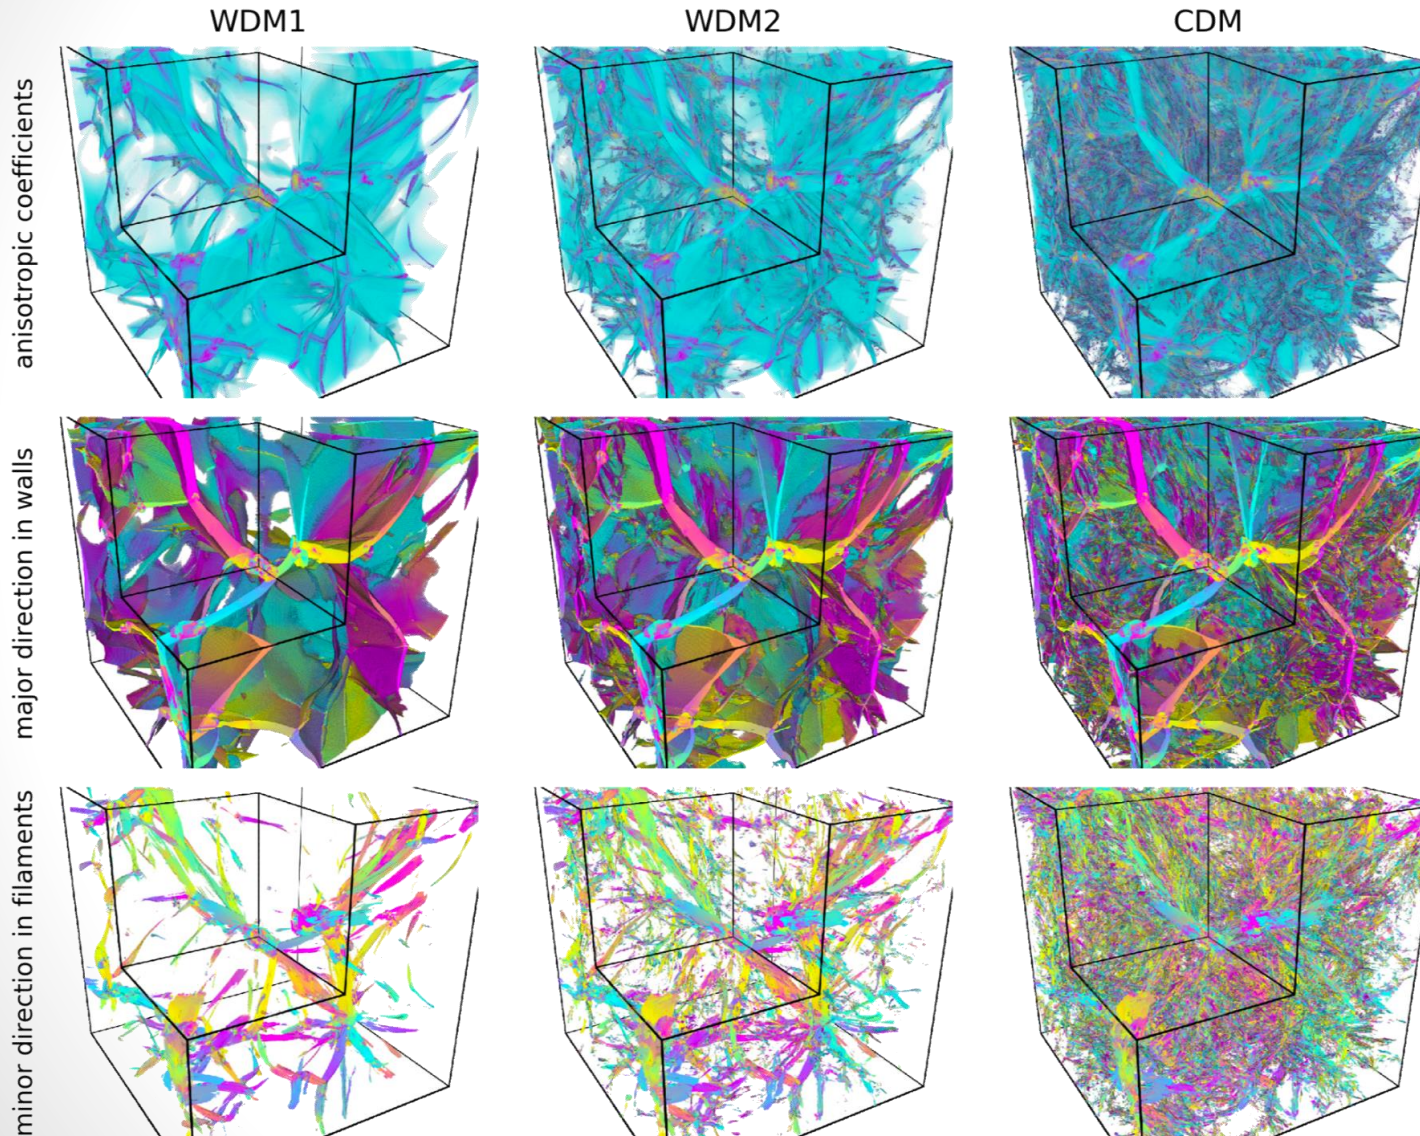 WDM1
WDM2
CDM
anisotropic coefficients
major direction in walls
minor direction in filaments